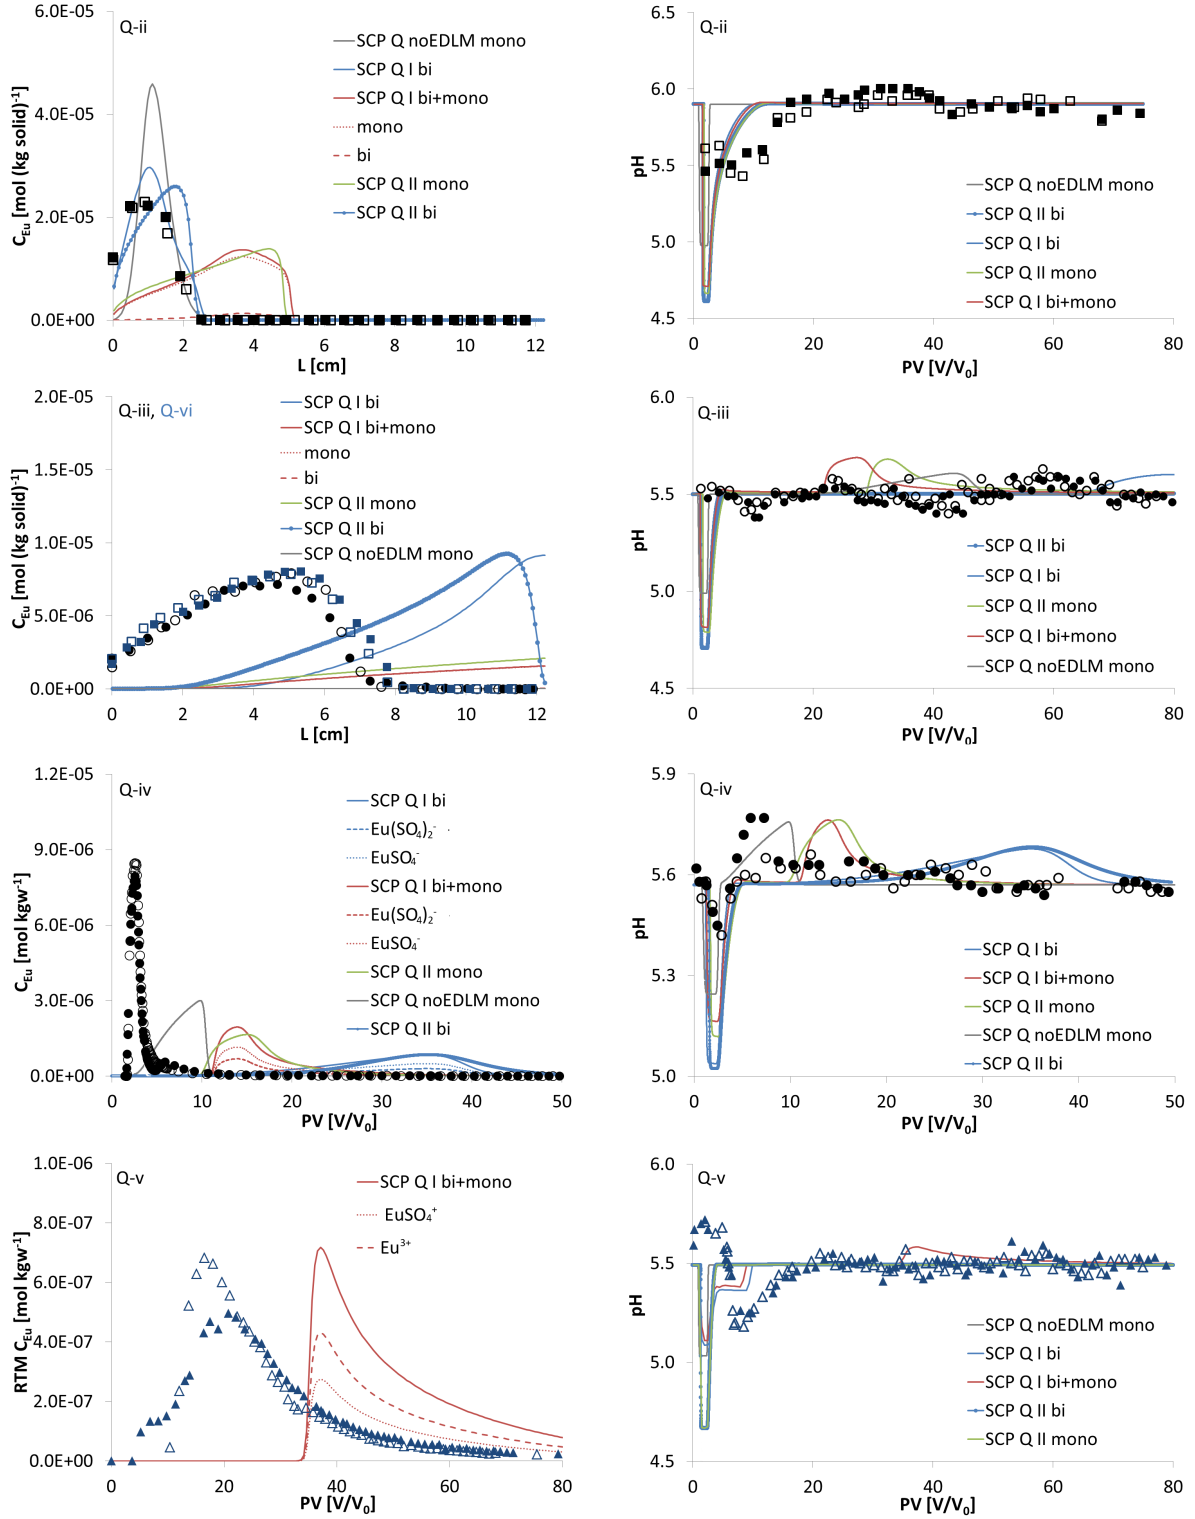 6.0E-05
Q-ii
SCP Q noEDLM mono
SCP Q I bi
SCP Q I bi+mono
mono
bi
SCP Q II mono
SCP Q II bi
4.0E-05
2.0E-05
0.0E+00
C_Eu [mol (kg solid)⁻¹]
0 2 4 6 8 10 12
L [cm]
6.5
Q-ii
6.0
5.5
5.0
4.5
pH
SCP Q noEDLM mono
SCP Q II bi
SCP Q I bi
SCP Q II mono
SCP Q I bi+mono
0 20 40 60 80
PV [V/V₀]
2.0E-05
Q-iii, Q-vi
SCP Q I bi
SCP Q I bi+mono
mono
bi
SCP Q II mono
SCP Q II bi
SCP Q noEDLM mono
1.5E-05
1.0E-05
5.0E-06
0.0E+00
C_Eu [mol (kg solid)⁻¹]
0 2 4 6 8 10 12
L [cm]
6.0
Q-iii
5.5
5.0
4.5
pH
SCP Q II bi
SCP Q I bi
SCP Q II mono
SCP Q I bi+mono
SCP Q noEDLM mono
0 20 40 60 80
PV [V/V₀]
1.2E-05
Q-iv
SCP Q I bi
Eu(SO₄)₂⁻
EuSO₄⁻
SCP Q I bi+mono
Eu(SO₄)₂⁻
EuSO₄⁻
SCP Q II mono
SCP Q noEDLM mono
SCP Q II bi
9.0E-06
6.0E-06
3.0E-06
0.0E+00
C_Eu [mol kgw⁻¹]
0 10 20 30 40 50
PV [V/V₀]
5.9
Q-iv
5.6
5.3
5.0
pH
SCP Q I bi
SCP Q I bi+mono
SCP Q II mono
SCP Q noEDLM mono
SCP Q II bi
0 10 20 30 40 50
PV [V/V₀]
1.0E-06
Q-v
SCP Q I bi+mono
EuSO₄⁺
Eu³⁺
8.0E-07
6.0E-07
4.0E-07
2.0E-07
0.0E+00
RTM C_Eu [mol kgw⁻¹]
0 20 40 60 80
PV [V/V₀]
6.0
Q-v
5.5
5.0
4.5
pH
SCP Q noEDLM mono
SCP Q I bi
SCP Q I bi+mono
SCP Q II bi
SCP Q II mono
0 20 40 60 80
PV [V/V₀]